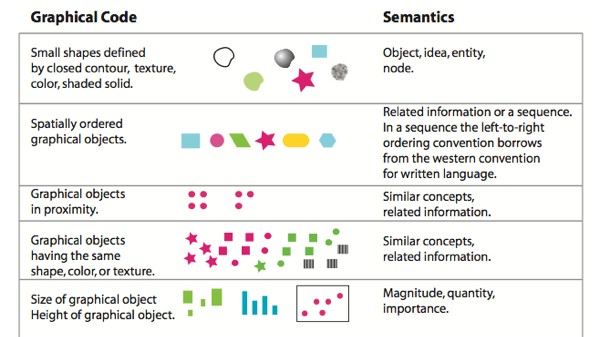 Graphical Code
Semantics
Small shapes defined
by closed contour, texture,
color, shaded solid.
Object, idea, entity,
node.
Spatially ordered
graphical objects.
Related information or a sequence.
In a sequence the left-to-right
ordering convention borrows
from the western convention
for written language.
Graphical objects
in proximity.
Similar concepts,
related information.
Graphical objects
having the same
shape, color, or texture.
Similar concepts,
related information.
Size of graphical object
Height of graphical object.
Magnitude, quantity,
importance.